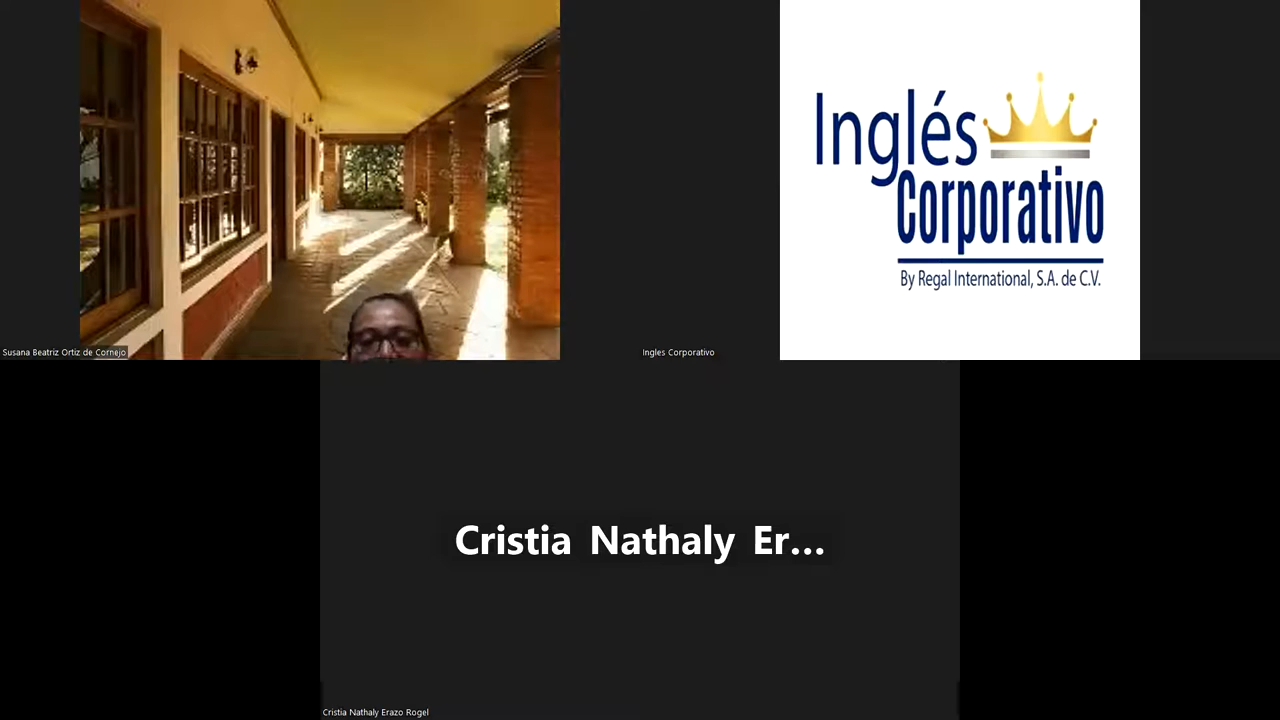 Inglés
Corporativo
By Regal International, S.A. de C.V.
Susana Beatriz Ortiz de Cornejo
Ingles Corporativo
Cristia Nathaly Er...
Cristia Nathaly Erazo Rogel